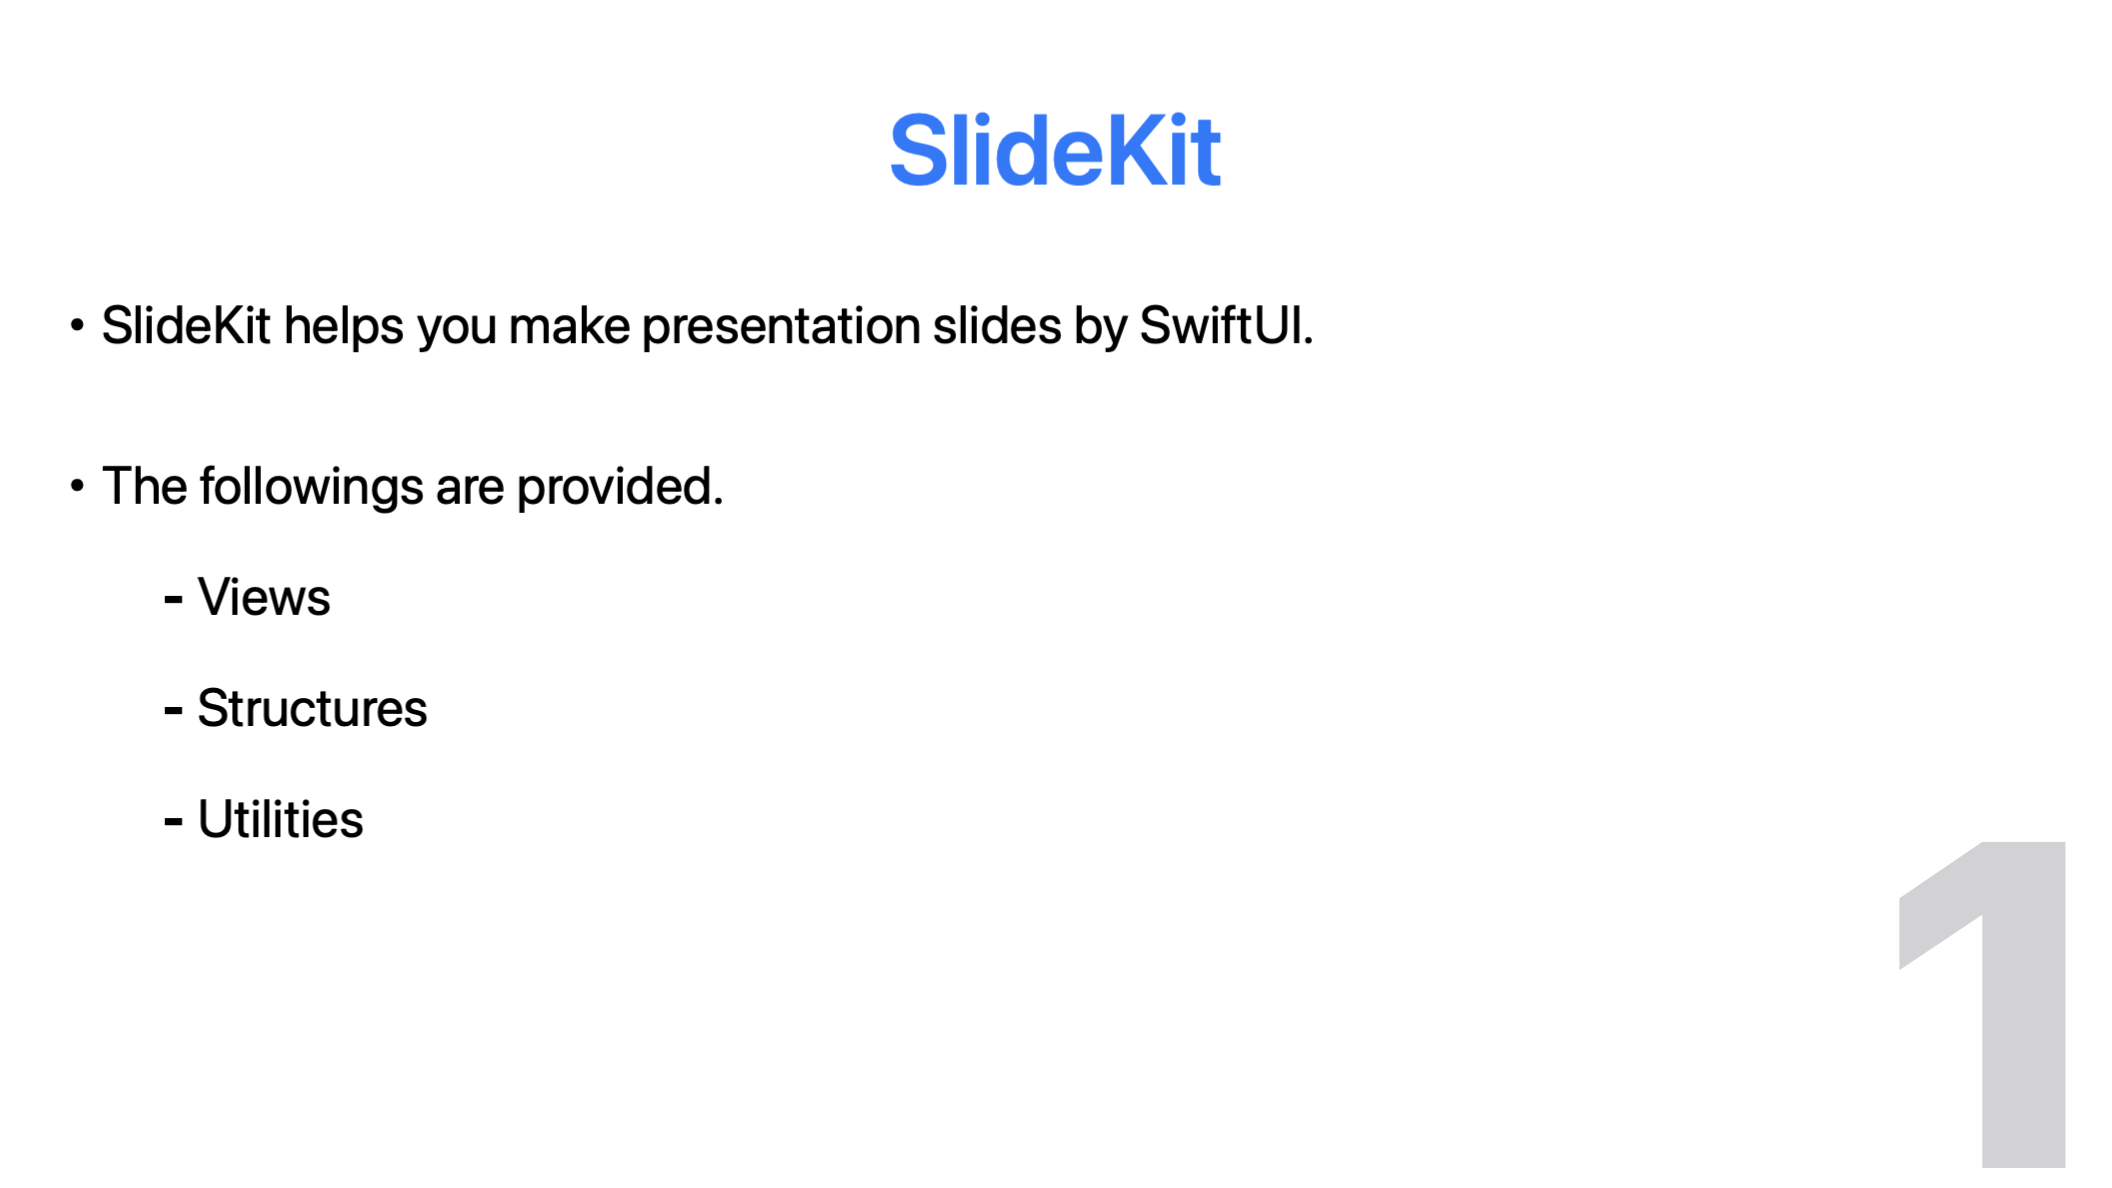 SlideKit
• SlideKit helps you make presentation slides by SwiftUI.
• The followings are provided.
- Views
- Structures
- Utilities
1